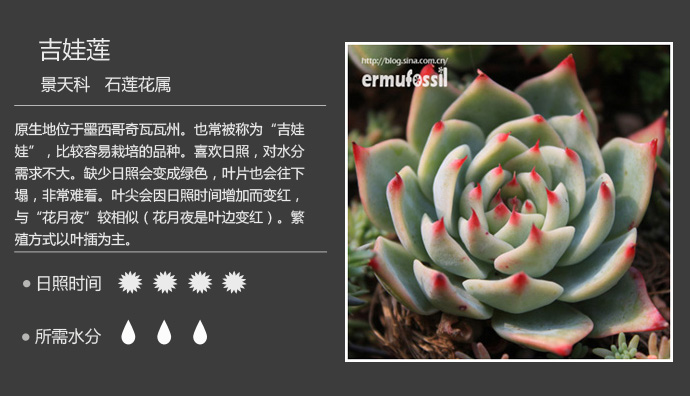 吉娃莲
景天科 石莲花属
原生地位于墨西哥奇瓦瓦州。也常被称为“吉娃
娃”，比较容易栽培的品种。喜欢日照，对水分
需求不大。缺少日照会变成绿色，叶片也会往下
塌，非常难看。叶尖会因日照时间增加而变红，
与“花月夜”较相似（花月夜是叶边变红）。繁
殖方式以叶插为主。
日照时间
所需水分
http://blog.sina.com.cn/
ermufossil